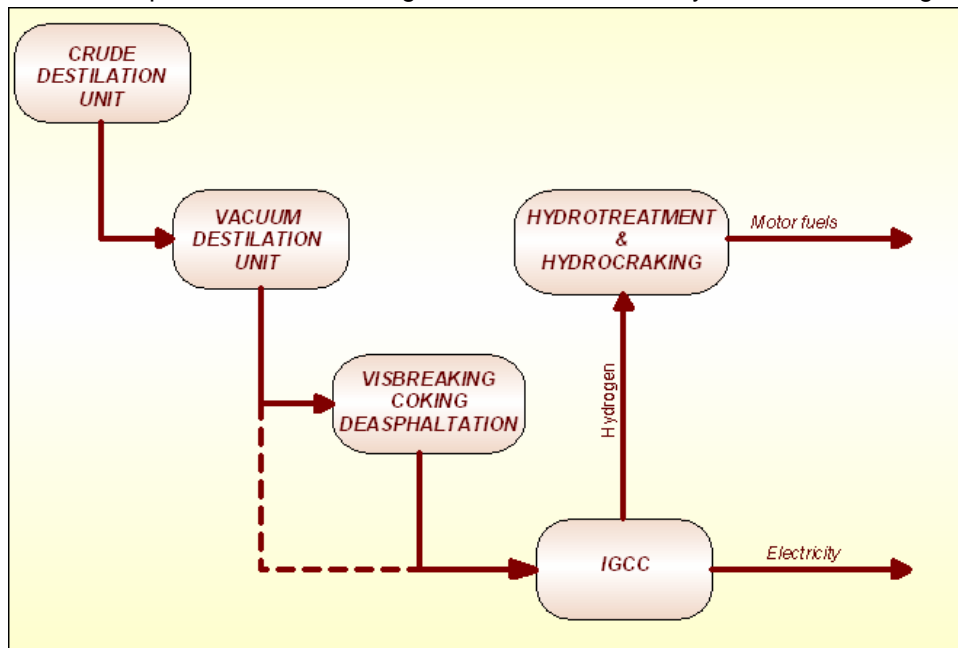 CRUDE
DESTILATION
UNIT
VACUUM
DESTILATION
UNIT
HYDROTREATMENT
&
HYDROCRAKING
Motor fuels
VISBREAKING
COKING
DEASPHALTATION
Hydrogen
IGCC
Electricity